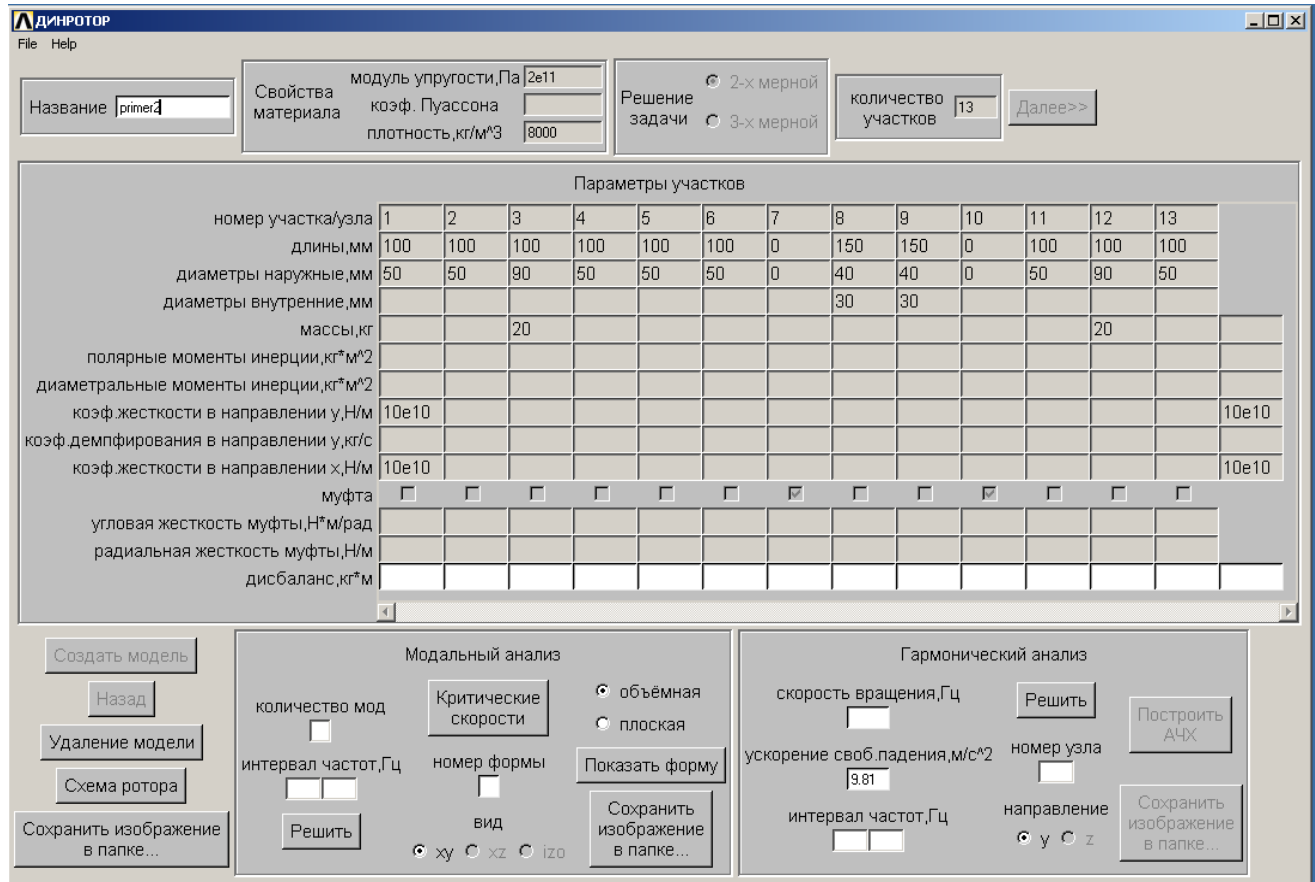 ДИНРОТОР
File Help
Название primer2
Свойства материала
модуль упругости,Па 2e11
коэф. Пуассона
плотность,кг/м^3 8000
Решение задачи
2-х мерной
3-х мерной
количество участков 13
Далее>>
Параметры участков
номер участка/узла 1 2 3 4 5 6 7 8 9 10 11 12 13
длины,мм 100 100 100 100 100 100 0 150 150 0 100 100 100
диаметры наружные,мм 50 50 90 50 50 50 0 40 40 0 50 90 50
диаметры внутренние,мм 30 30
массы,кг 20 20
полярные моменты инерции,кг*м^2
диаметральные моменты инерции,кг*м^2
коэф.жесткости в направлении y,Н/м 10e10 10e10
коэф.демпфирования в направлении y,кг/с
коэф.жесткости в направлении x,Н/м 10e10 10e10
муфта
угловая жесткость муфты,Н*м/рад
радиальная жесткость муфты,Н/м
дисбаланс,кг*м
Создать модель
Назад
Удаление модели
Схема ротора
Сохранить изображение
в папке...
Модальный анализ
количество мод
Критические
скорости
объёмная
плоская
интервал частот,Гц
номер формы
Показать форму
Решить
вид
xy xz izo
Сохранить
изображение
в папке...
Гармонический анализ
скорость вращения,Гц
Решить
Построить
АЧХ
ускорение своб.падения,м/с^2
9.81
номер узла
интервал частот,Гц
направление
y z
Сохранить
изображение
в папке...